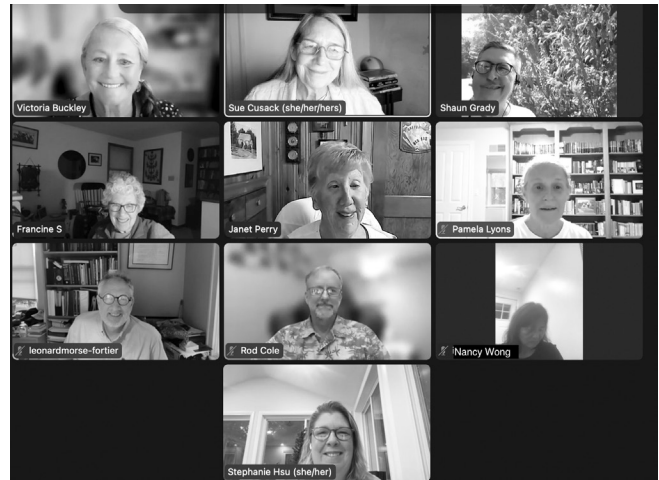 Victoria Buckley
Sue Cusack (she/her/hers)
Shaun Grady
Francine S
Janet Perry
Pamela Lyons
leonardmorse-fortier
Rod Cole
Nancy Wong
Stephanie Hsu (she/her)